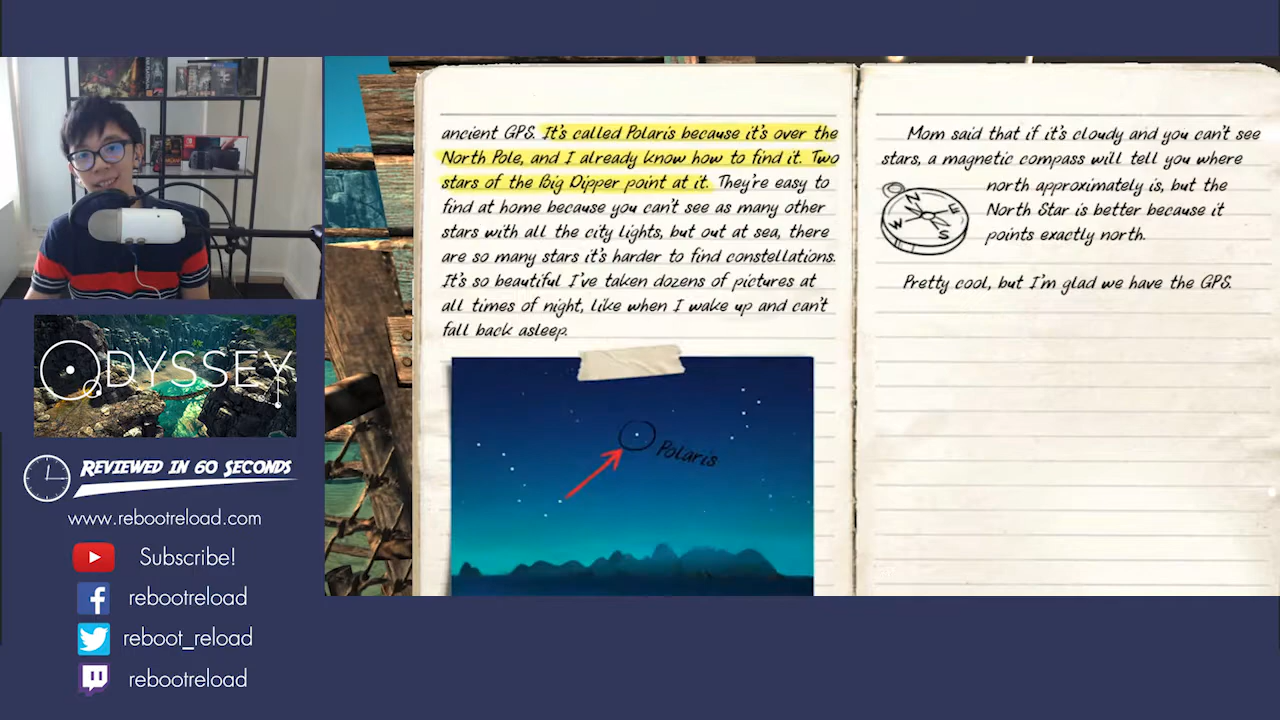 ancient GPS. It's called Polaris because it's over the
North Pole, and I already know how to find it. Two
stars of the Big Dipper point at it. They're easy to
find at home because you can't see as many other
stars with all the city lights, but out at sea, there
are so many stars it's harder to find constellations.
It's so beautiful I've taken dozens of pictures at
all times of night, like when I wake up and can't
fall back asleep.
Polaris
Mom said that if it's cloudy and you can't see
stars, a magnetic compass will tell you where
north approximately is, but the
North Star is better because it
points exactly north.
N
E
W
S
Pretty cool, but I'm glad we have the GPS.
ODYSSEY
REVIEWED IN 60 SECONDS
www.rebootreload.com
Subscribe!
rebootreload
reboot_reload
rebootreload